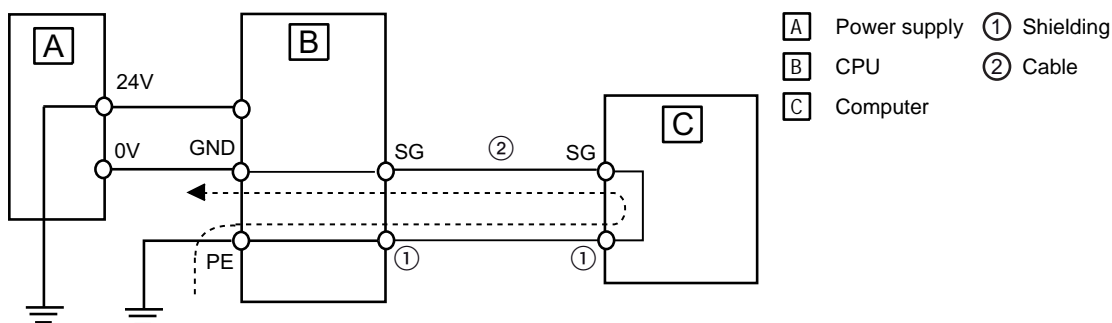 A
24V
0V
B
GND
SG
②
SG
C
PE
①
①
A Power supply ① Shielding
B CPU ② Cable
C Computer